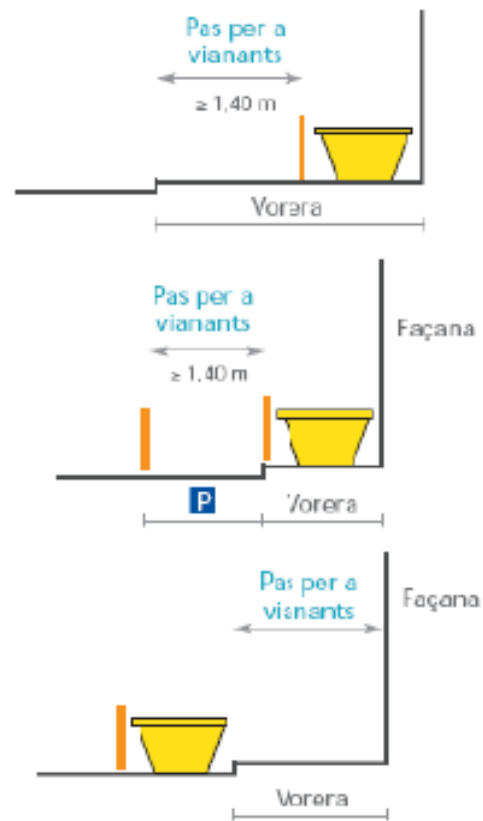 Pas per a
vianants
≥ 1,40 m
Vorera
Pas per a
vianants
Façana
≥ 1,40 m
P
Vorera
Pas per a
vianants
Façana
Vorera